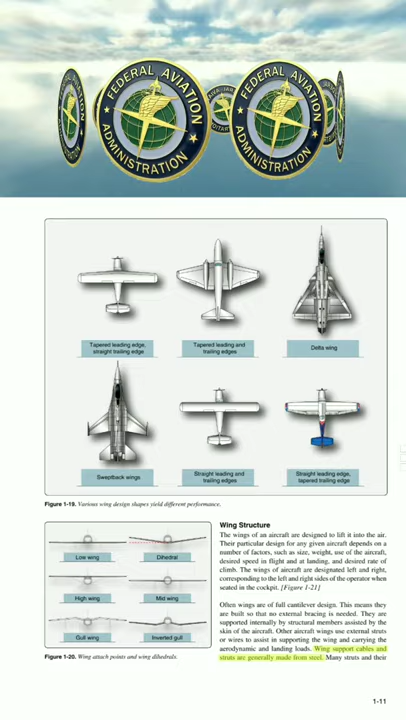 FEDERAL AVIATION
ADMINISTRATION
FEDERAL AVIATION
ADMINISTRATION
Tapered leading edge,
straight trailing edge
Tapered leading and
trailing edges
Delta wing
Sweptback wings
Straight leading and
trailing edges
Straight leading edge,
tapered trailing edge
Figure 1-19. Various wing design shapes yield different performance.
Low wing
Dihedral
High wing
Mid wing
Gull wing
Inverted gull
Figure 1-20. Wing attach points and wing dihedrals.
Wing Structure
The wings of an aircraft are designed to lift it into the air.
Their particular design for any given aircraft depends on a
number of factors, such as size, weight, use of the aircraft,
desired speed in flight and at landing, and desired rate of
climb. The wings of aircraft are designated left and right,
corresponding to the left and right sides of the operator when
seated in the cockpit. [Figure 1-21]
Often wings are of full cantilever design. This means they
are built so that no external bracing is needed. They are
supported internally by structural members assisted by the
skin of the aircraft. Other aircraft wings use external struts
or wires to assist in supporting the wing and carrying the
aerodynamic and landing loads. Wing support cables and
struts are generally made from steel. Many struts and their
1-11